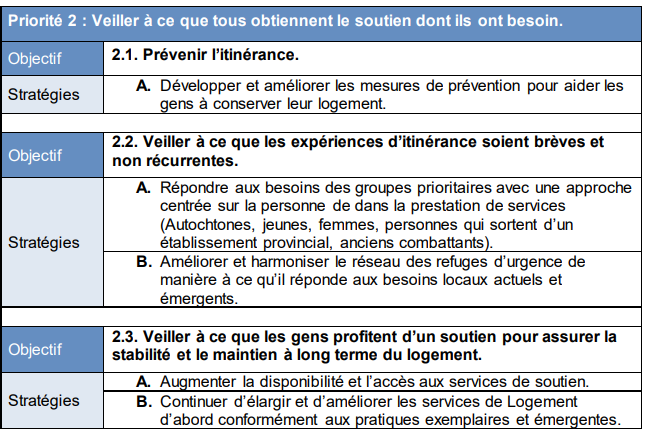 Priorité 2 : Veiller à ce que tous obtiennent le soutien dont ils ont besoin.
Objectif
2.1. Prévenir l'itinérance.
Stratégies
A. Développer et améliorer les mesures de prévention pour aider les
gens à conserver leur logement.
Objectif
2.2. Veiller à ce que les expériences d'itinérance soient brèves et
non récurrentes.
Stratégies
A. Répondre aux besoins des groupes prioritaires avec une approche
centrée sur la personne de dans la prestation de services
(Autochtones, jeunes, femmes, personnes qui sortent d'un
établissement provincial, anciens combattants).
B. Améliorer et harmoniser le réseau des refuges d'urgence de
manière à ce qu'il réponde aux besoins locaux actuels et
émergents.
Objectif
2.3. Veiller à ce que les gens profitent d'un soutien pour assurer la
stabilité et le maintien à long terme du logement.
Stratégies
A. Augmenter la disponibilité et l'accès aux services de soutien.
B. Continuer d'élargir et d'améliorer les services de Logement
d'abord conformément aux pratiques exemplaires et émergentes.